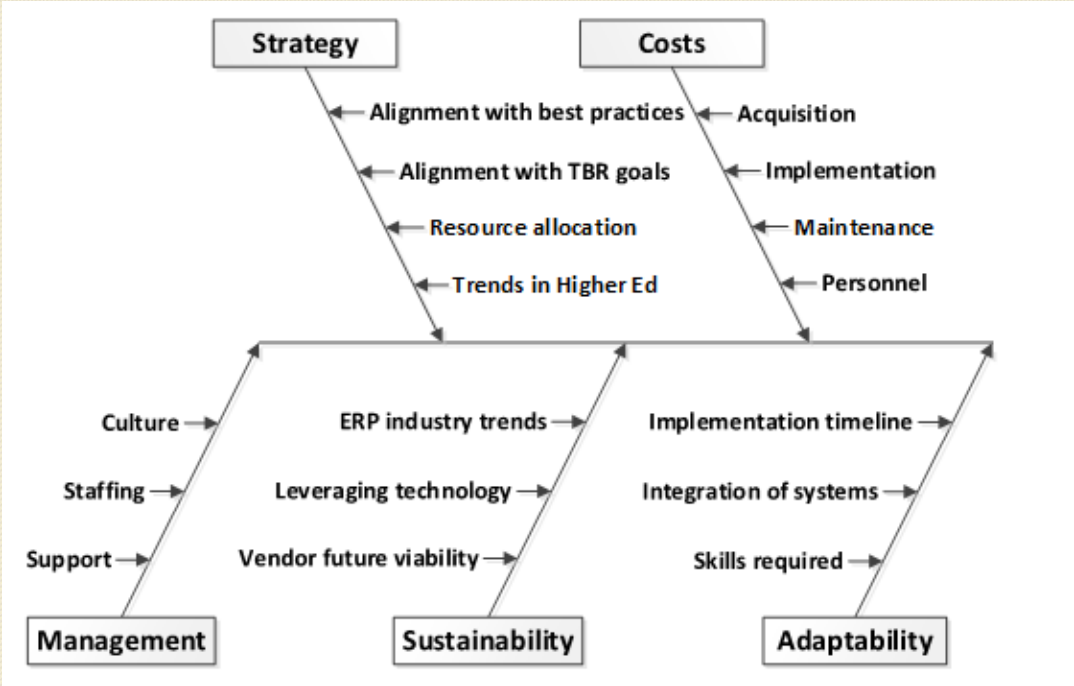 Strategy
Costs
Alignment with best practices
Acquisition
Alignment with TBR goals
Implementation
Resource allocation
Maintenance
Trends in Higher Ed
Personnel
Culture
ERP industry trends
Implementation timeline
Staffing
Leveraging technology
Integration of systems
Support
Vendor future viability
Skills required
Management
Sustainability
Adaptability